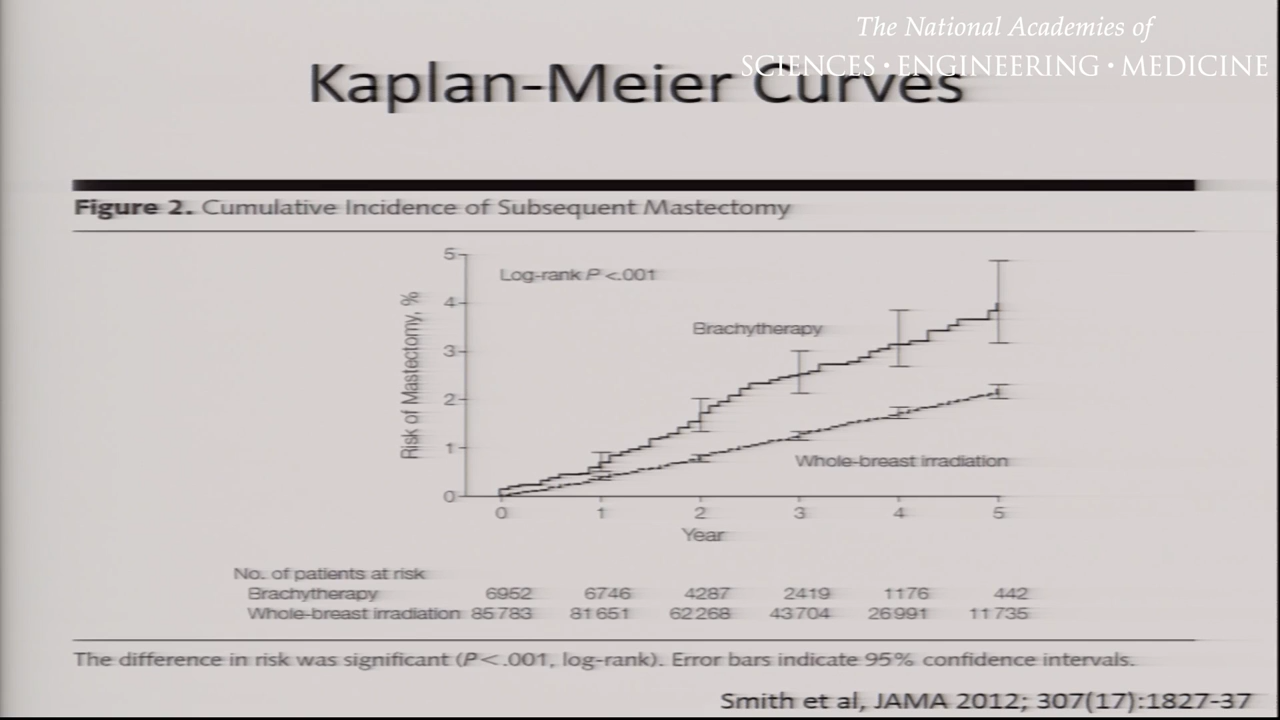 The National Academies of
SCIENCES · ENGINEERING · MEDICINE
Kaplan-Meier Curves
Figure 2. Cumulative Incidence of Subsequent Mastectomy
Risk of Mastectomy, %
5
4
3
2
1
0
Log-rank P <.001
Brachytherapy
Whole-breast irradiation
0 1 2 3 4 5
Year
No. of patients at risk
Brachytherapy 6952 6746 4287 2419 1176 442
Whole-breast irradiation 85783 81651 62268 43704 26991 11735
The difference in risk was significant (P<.001, log-rank). Error bars indicate 95% confidence intervals.
Smith et al, JAMA 2012; 307(17):1827-37